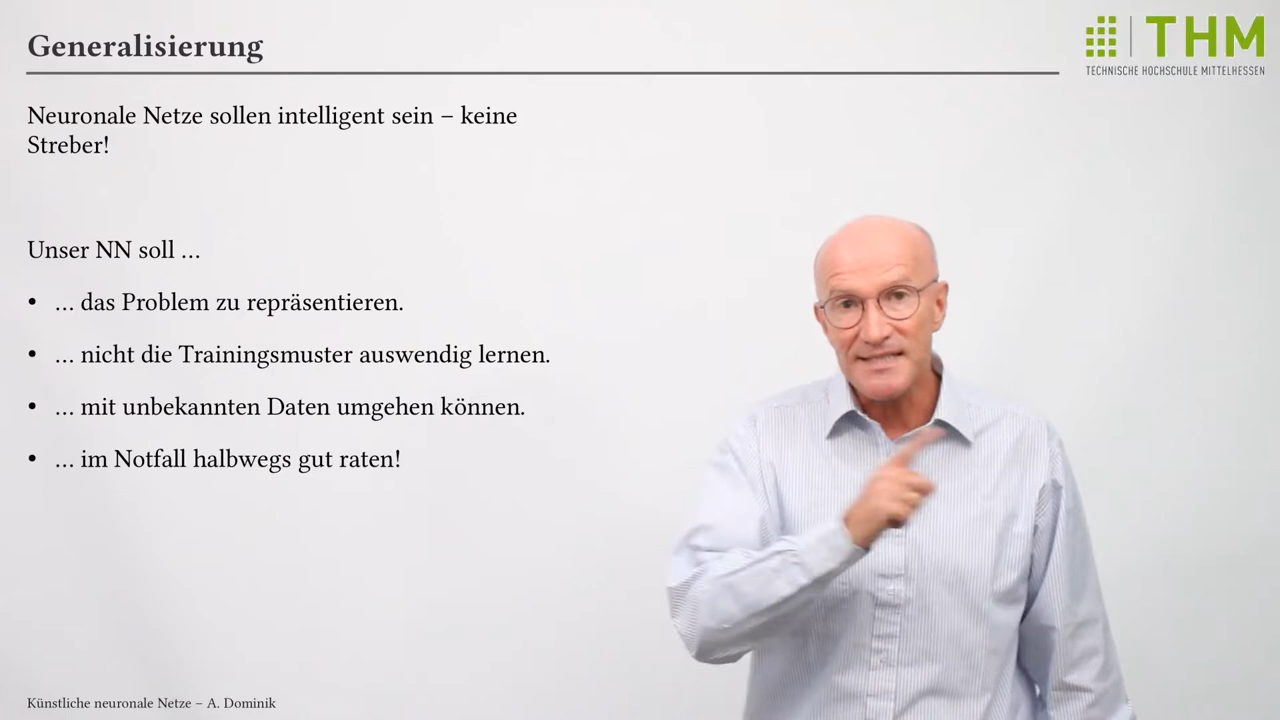 Generalisierung
THM
TECHNISCHE HOCHSCHULE MITTELHESSEN
Neuronale Netze sollen intelligent sein – keine
Streber!
Unser NN soll …
• … das Problem zu repräsentieren.
• … nicht die Trainingsmuster auswendig lernen.
• … mit unbekannten Daten umgehen können.
• … im Notfall halbwegs gut raten!
Künstliche neuronale Netze – A. Dominik